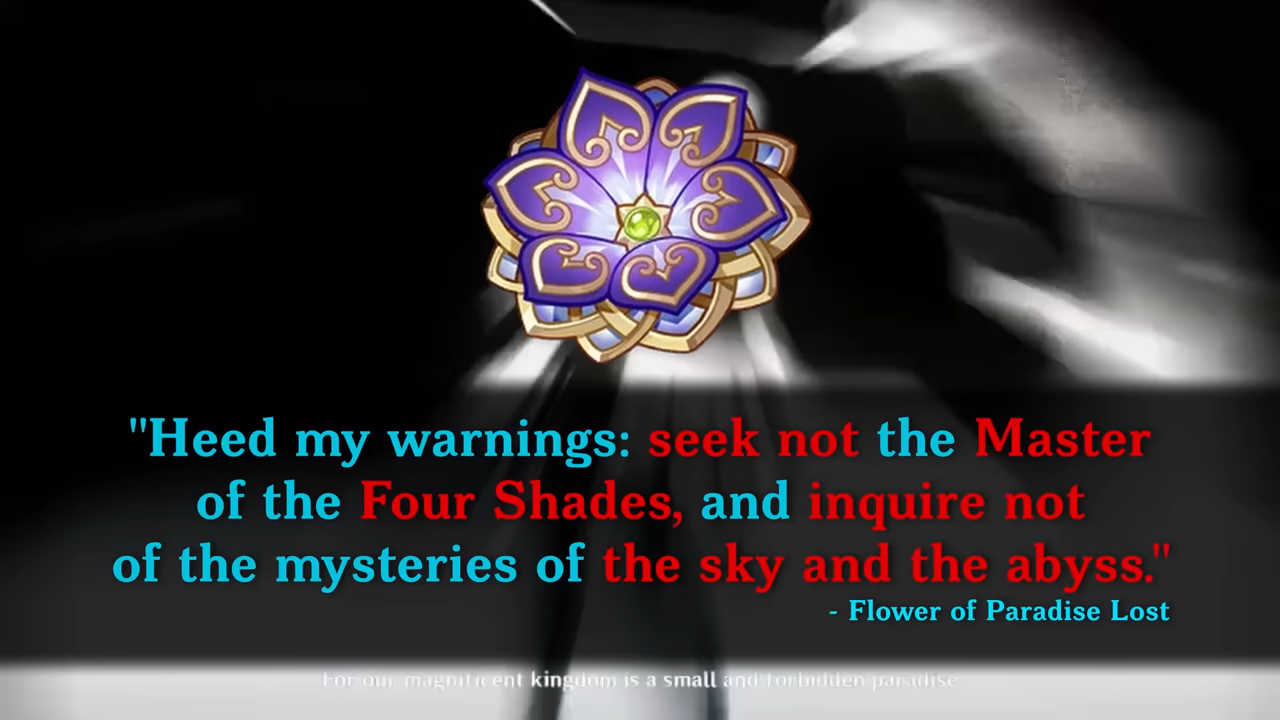 "Heed my warnings: seek not the Master
of the Four Shades, and inquire not
of the mysteries of the sky and the abyss."
- Flower of Paradise Lost
For our magnificent kingdom is a small and forbidden paradise